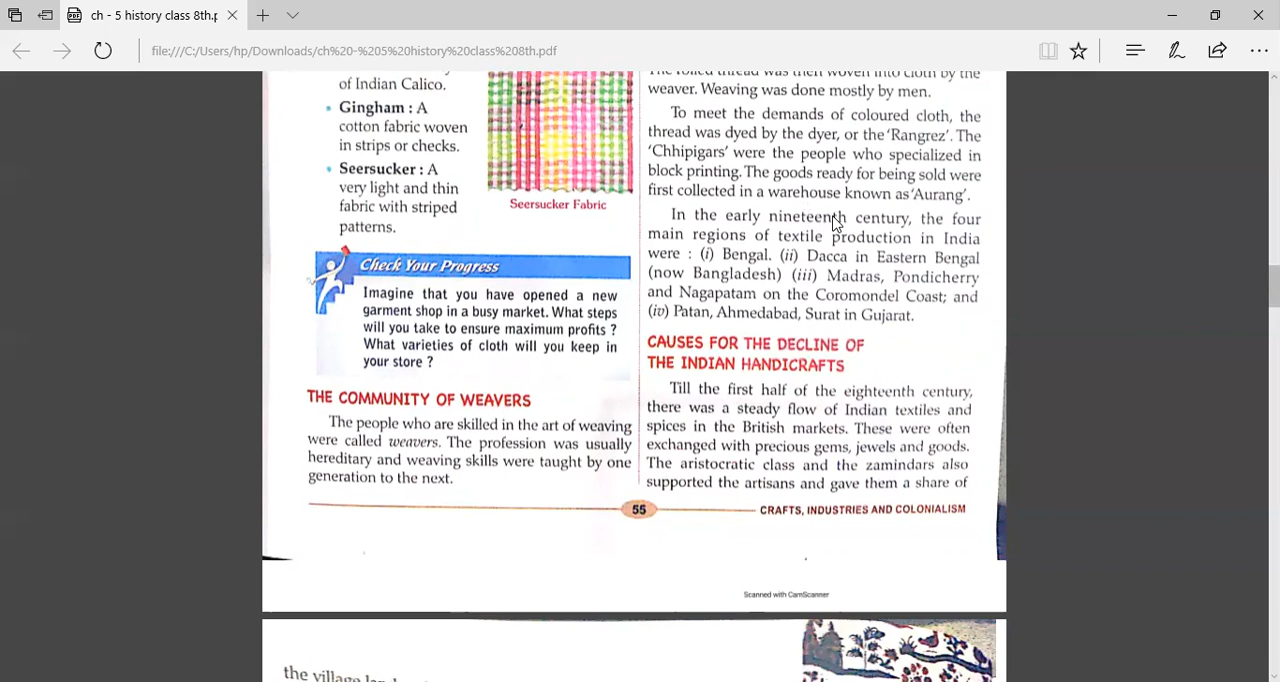 ch - 5 history class 8th.p
file:///C:/Users/hp/Downloads/ch%20-%205%20history%20class%208th.pdf
of Indian Calico.
• Gingham : A
cotton fabric woven
in strips or checks.
• Seersucker : A
very light and thin
fabric with striped
patterns.
Seersucker Fabric
Check Your Progress
Imagine that you have opened a new
garment shop in a busy market. What steps
will you take to ensure maximum profits ?
What varieties of cloth will you keep in
your store ?
THE COMMUNITY OF WEAVERS
The people who are skilled in the art of weaving
were called weavers. The profession was usually
hereditary and weaving skills were taught by one
generation to the next.
The rolled thread was then woven into cloth by the
weaver. Weaving was done mostly by men.
To meet the demands of coloured cloth, the
thread was dyed by the dyer, or the 'Rangrez'. The
'Chhipigars' were the people who specialized in
block printing. The goods ready for being sold were
first collected in a warehouse known as 'Aurang'.
In the early nineteenth century, the four
main regions of textile production in India
were : (i) Bengal. (ii) Dacca in Eastern Bengal
(now Bangladesh) (iii) Madras, Pondicherry
and Nagapatam on the Coromondel Coast; and
(iv) Patan, Ahmedabad, Surat in Gujarat.
CAUSES FOR THE DECLINE OF
THE INDIAN HANDICRAFTS
Till the first half of the eighteenth century,
there was a steady flow of Indian textiles and
spices in the British markets. These were often
exchanged with precious gems, jewels and goods.
The aristocratic class and the zamindars also
supported the artisans and gave them a share of
55
CRAFTS, INDUSTRIES AND COLONIALISM
Scanned with CamScanner
the village